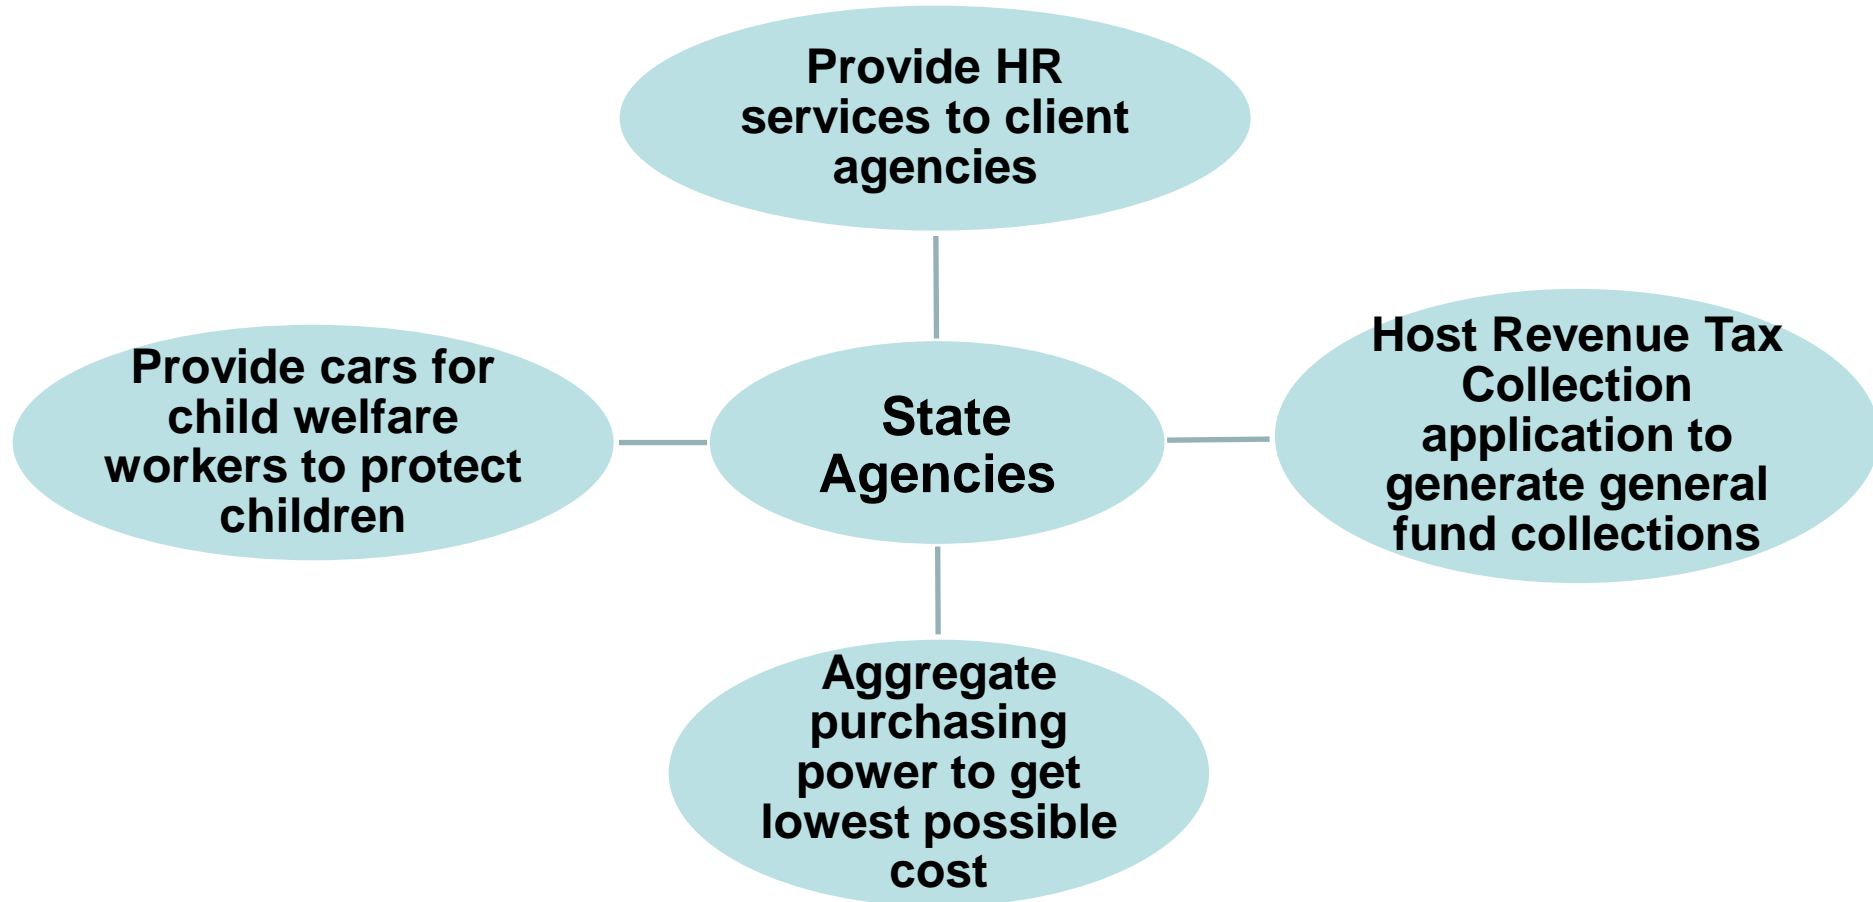 Provide HR
services to client
agencies
Provide cars for
child welfare
workers to protect
children
State
Agencies
Host Revenue Tax
Collection
application to
generate general
fund collections
Aggregate
purchasing
power to get
lowest possible
cost